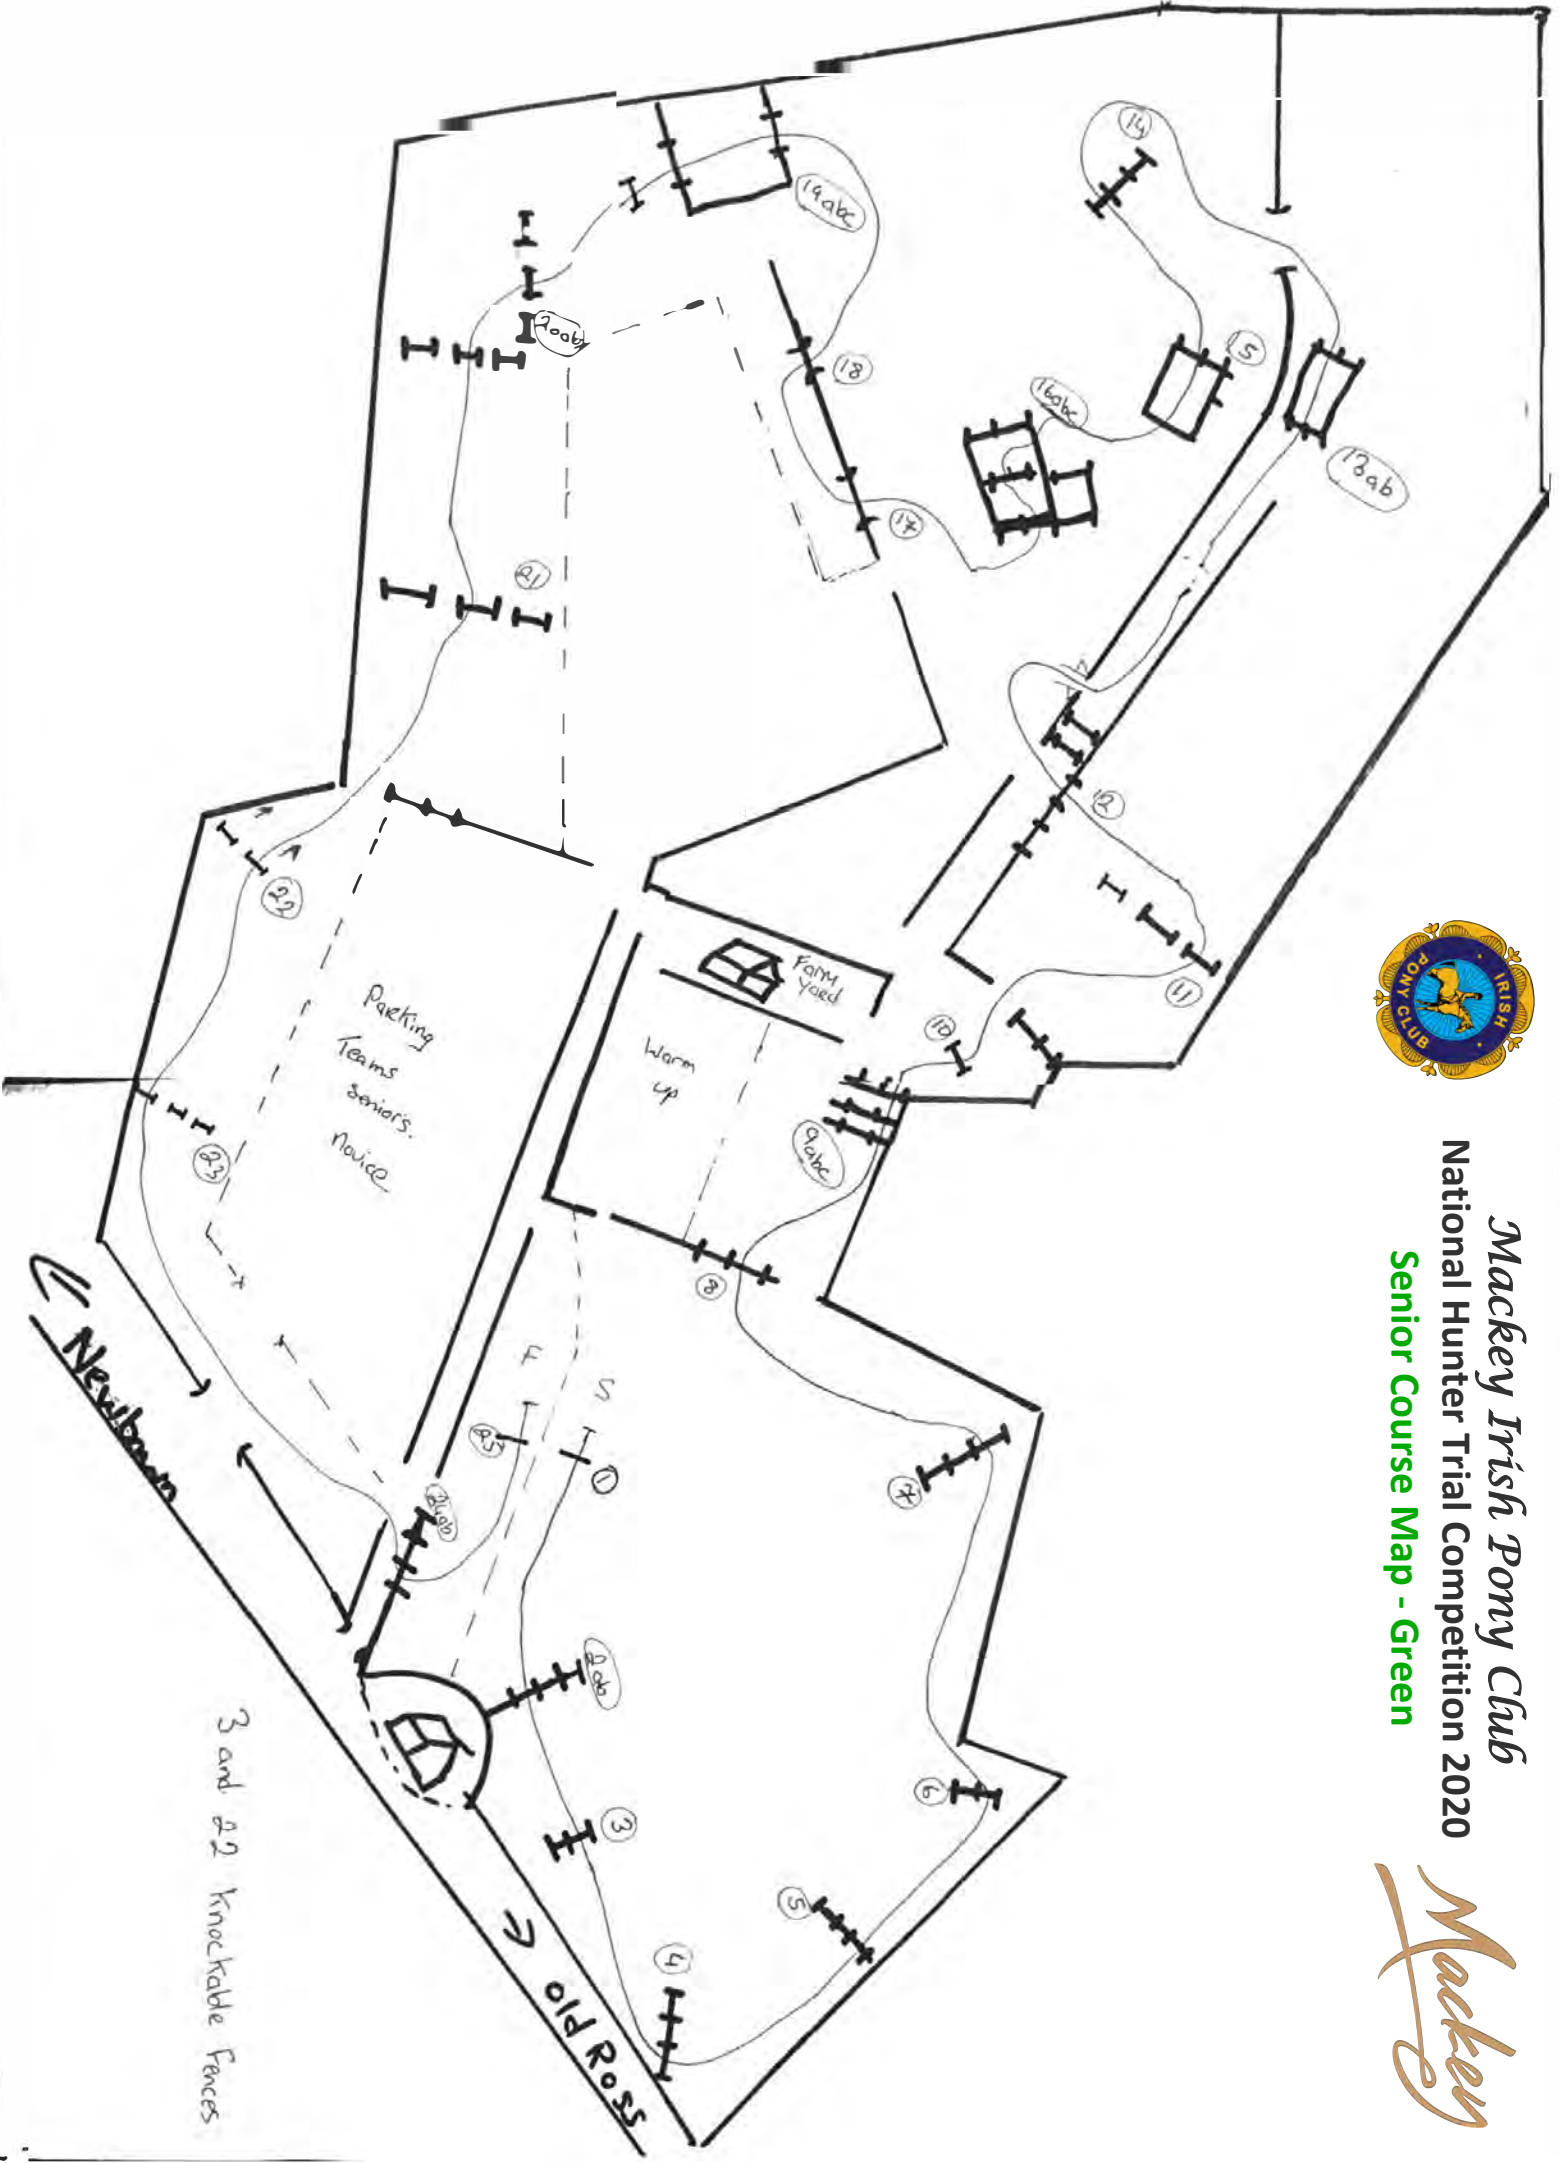 Mackey Irish Pony Club
National Hunter Trial Competition 2020
Senior Course Map - Green
IRISH
PONY CLUB
Mackey
14
15
13ab
16abc
19abc
18
17
20ab
21
12
11
10
22
Farm
Yard
Warm
up
Parking
Teams
Seniors.
Novice
9abc
23
8
F
S
25
1
7
24ab
2ab
3
6
5
4
Newbawn
Old Ross
3 and 22 Knockable Fences